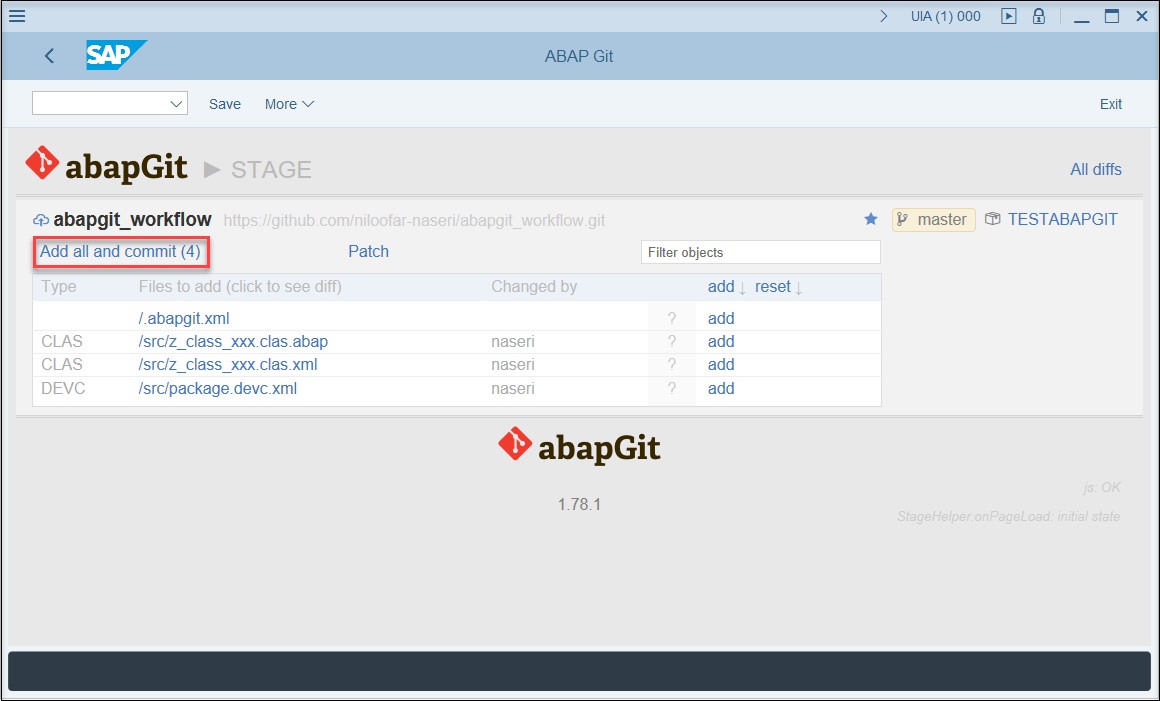 UIA (1) 000
SAP ABAP Git
Save More Exit
abapGit ▶ STAGE All diffs
abapgit_workflow https://github.com/niloofar-naseri/abapgit_workflow.git master TESTABAPGIT
Add all and commit (4) Patch Filter objects
Type Files to add (click to see diff) Changed by add ↓ reset ↓
/.abapgit.xml ? add
CLAS /src/z_class_xxx.clas.abap naseri ? add
CLAS /src/z_class_xxx.clas.xml naseri ? add
DEVC /src/package.devc.xml naseri ? add
abapGit
1.78.1
js: OK
StageHelper.onPageLoad: initial state